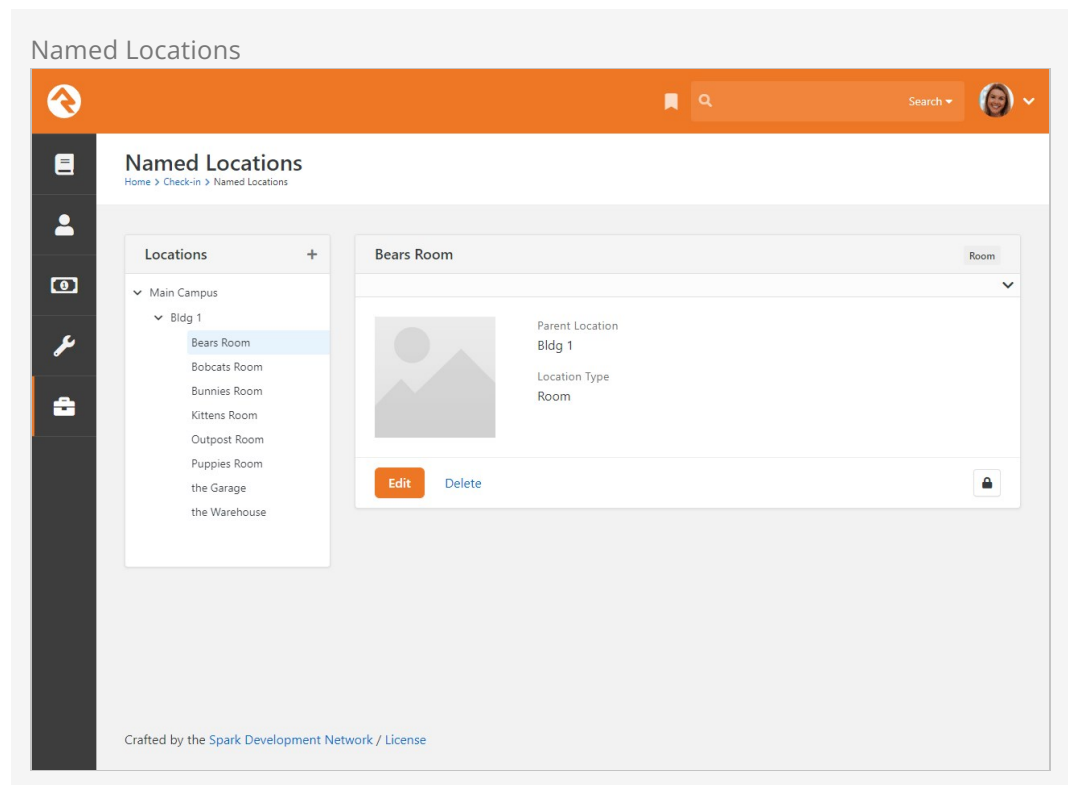 Named Locations
Search
Named Locations
Home > Check-in > Named Locations
Locations +
Bears Room
Room
Main Campus
Bldg 1
Bears Room
Bobcats Room
Bunnies Room
Kittens Room
Outpost Room
Puppies Room
the Garage
the Warehouse
Parent Location
Bldg 1
Location Type
Room
Edit
Delete
Crafted by the Spark Development Network / License